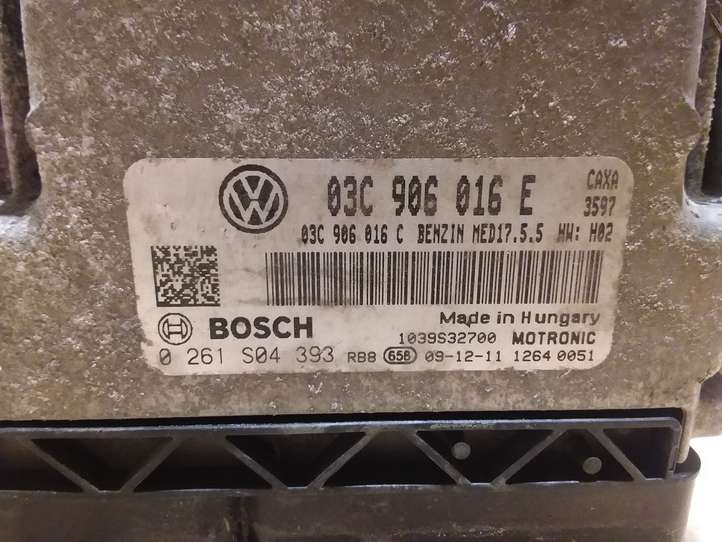 03C 906 016 E CAXA
3597
03C 906 016 C BENZIN MED17.5.5 HW: H02
BOSCH Made in Hungary
1039S32700 MOTRONIC
0 261 S04 393 RB8 658 09-12-11 1264 0051